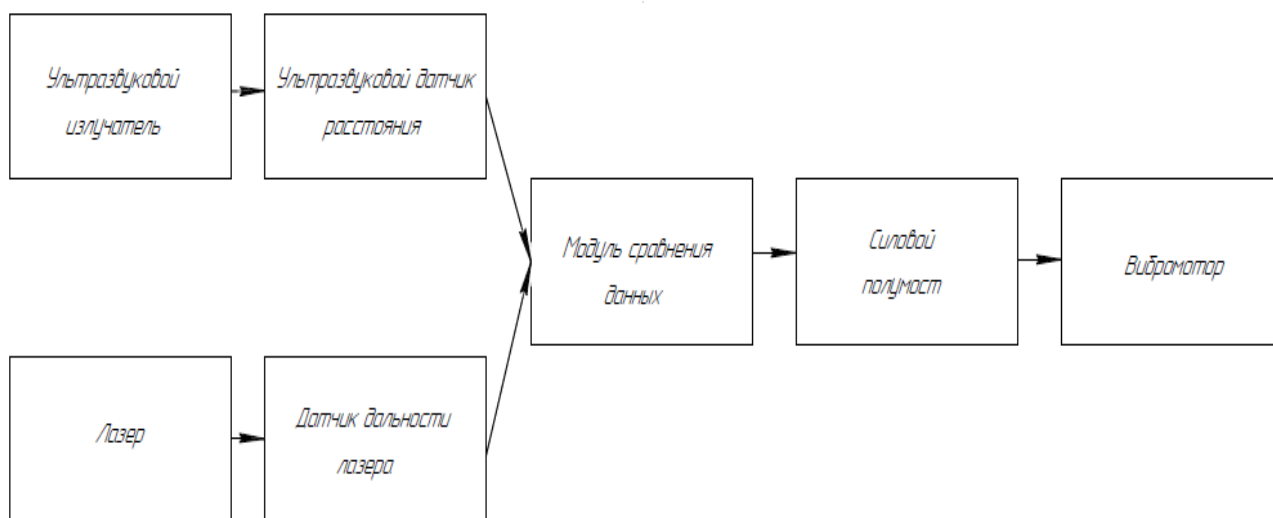 Ультразвуковой
излучатель
Ультразвуковой датчик
расстояния
Модуль сравнения
данных
Силовой
полумост
Вибромотор
Лазер
Датчик дальности
лазера